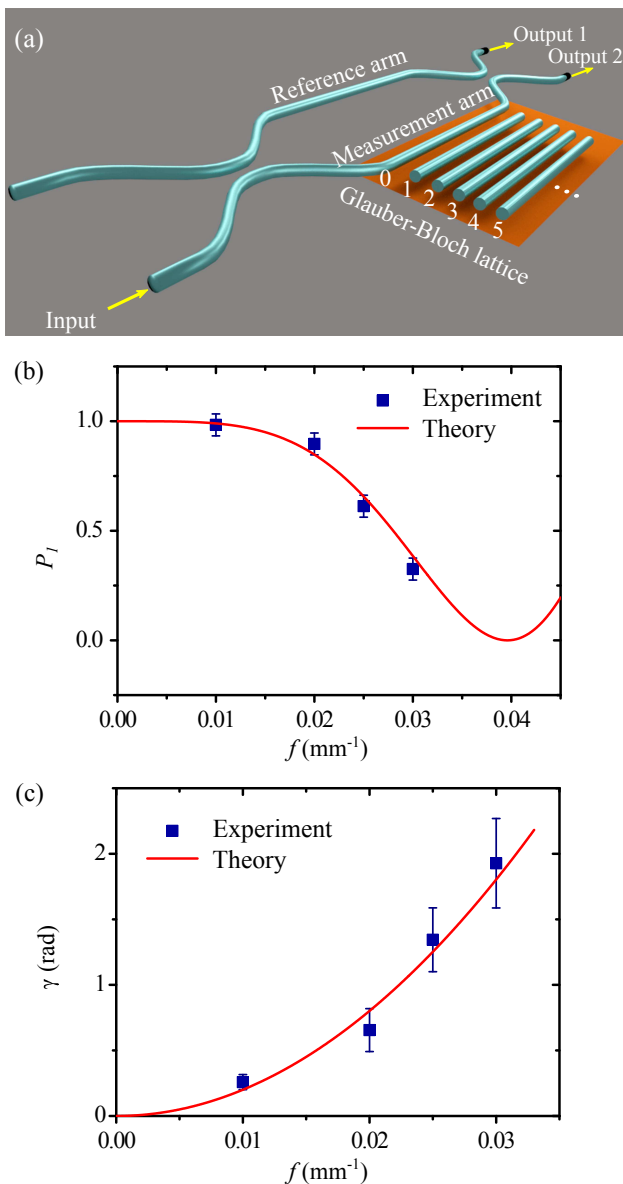 (a)
Output 1
Output 2
Reference arm
Measurement arm
0
1
2
3
4
5
...
Glauber-Bloch lattice
Input
(b)
Experiment
Theory
1.0
0.5
0.0
P₁
0.00 0.01 0.02 0.03 0.04
f (mm⁻¹)
(c)
Experiment
Theory
2
1
0
γ (rad)
0.00 0.01 0.02 0.03
f (mm⁻¹)